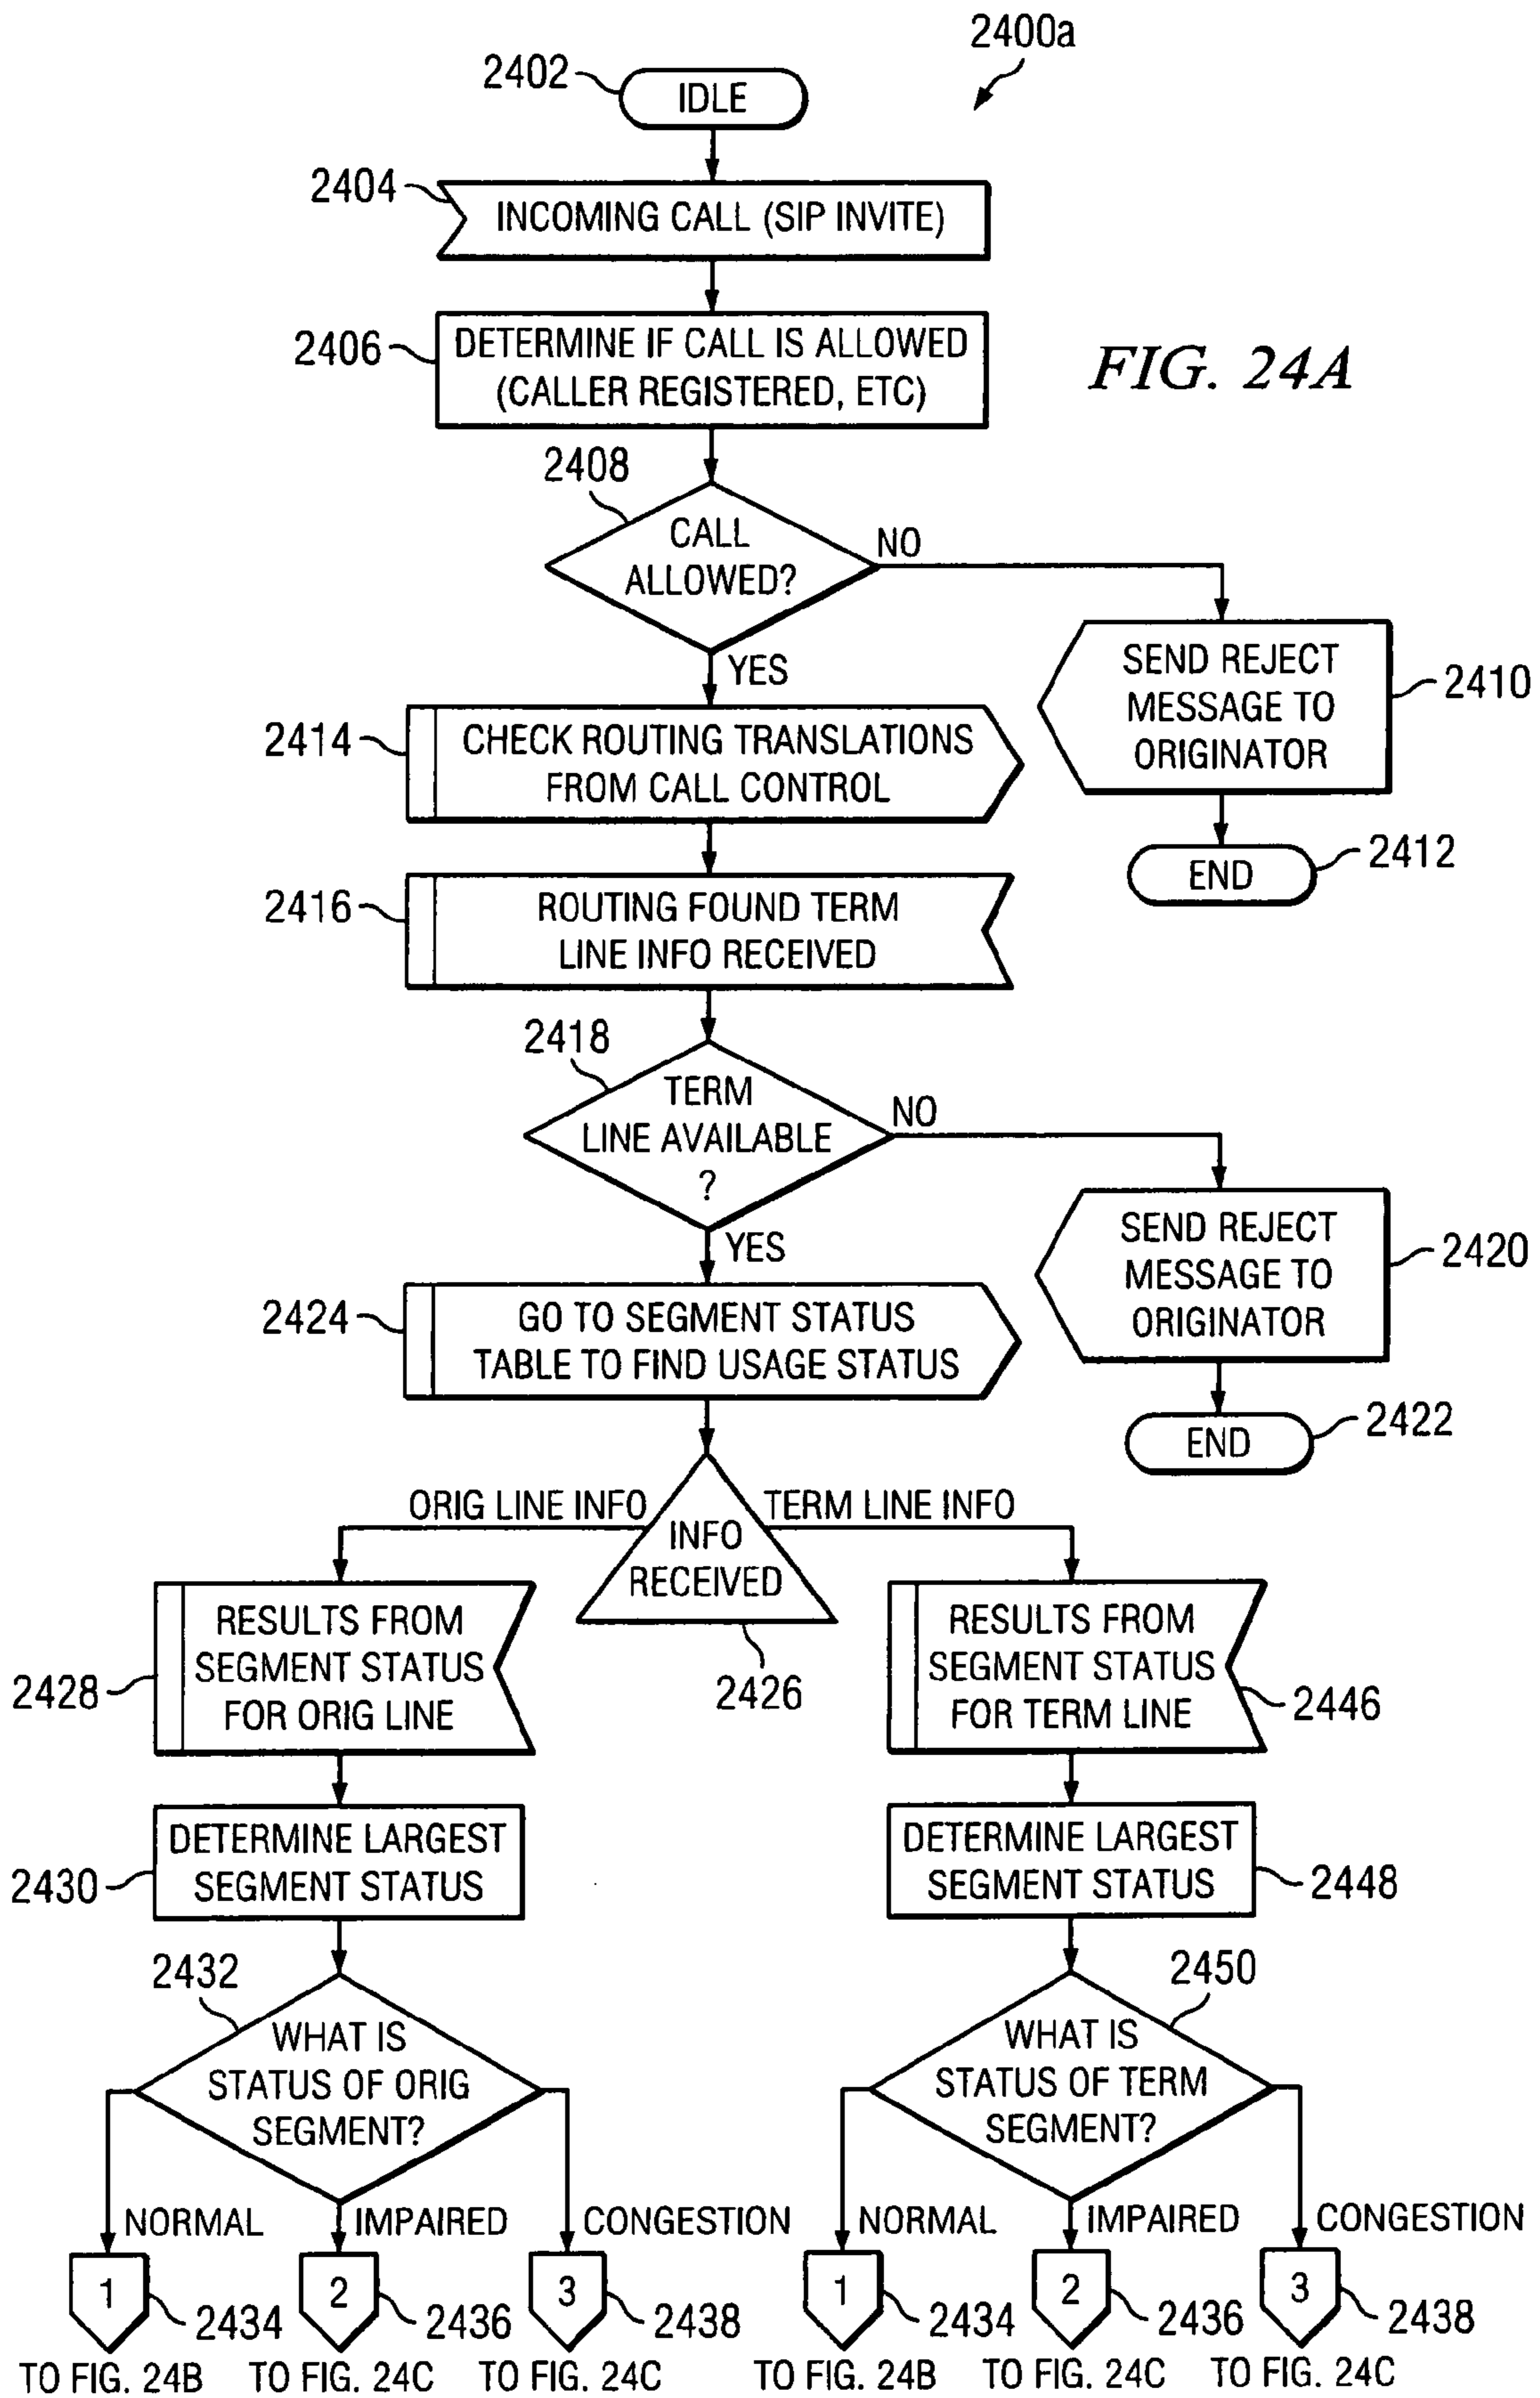 2400a
2402
IDLE
2404
INCOMING CALL (SIP INVITE)
2406
DETERMINE IF CALL IS ALLOWED
(CALLER REGISTERED, ETC)
FIG. 24A
2408
CALL
ALLOWED?
NO
YES
SEND REJECT
MESSAGE TO
ORIGINATOR
2410
2414
CHECK ROUTING TRANSLATIONS
FROM CALL CONTROL
END
2412
2416
ROUTING FOUND TERM
LINE INFO RECEIVED
2418
TERM
LINE AVAILABLE
?
NO
YES
SEND REJECT
MESSAGE TO
ORIGINATOR
2420
2424
GO TO SEGMENT STATUS
TABLE TO FIND USAGE STATUS
END
2422
ORIG LINE INFO
TERM LINE INFO
INFO
RECEIVED
2426
2428
RESULTS FROM
SEGMENT STATUS
FOR ORIG LINE
RESULTS FROM
SEGMENT STATUS
FOR TERM LINE
2446
2430
DETERMINE LARGEST
SEGMENT STATUS
DETERMINE LARGEST
SEGMENT STATUS
2448
2432
WHAT IS
STATUS OF ORIG
SEGMENT?
2450
WHAT IS
STATUS OF TERM
SEGMENT?
NORMAL
IMPAIRED
CONGESTION
NORMAL
IMPAIRED
CONGESTION
1
2434
2
2436
3
2438
1
2434
2
2436
3
2438
TO FIG. 24B
TO FIG. 24C
TO FIG. 24C
TO FIG. 24B
TO FIG. 24C
TO FIG. 24C